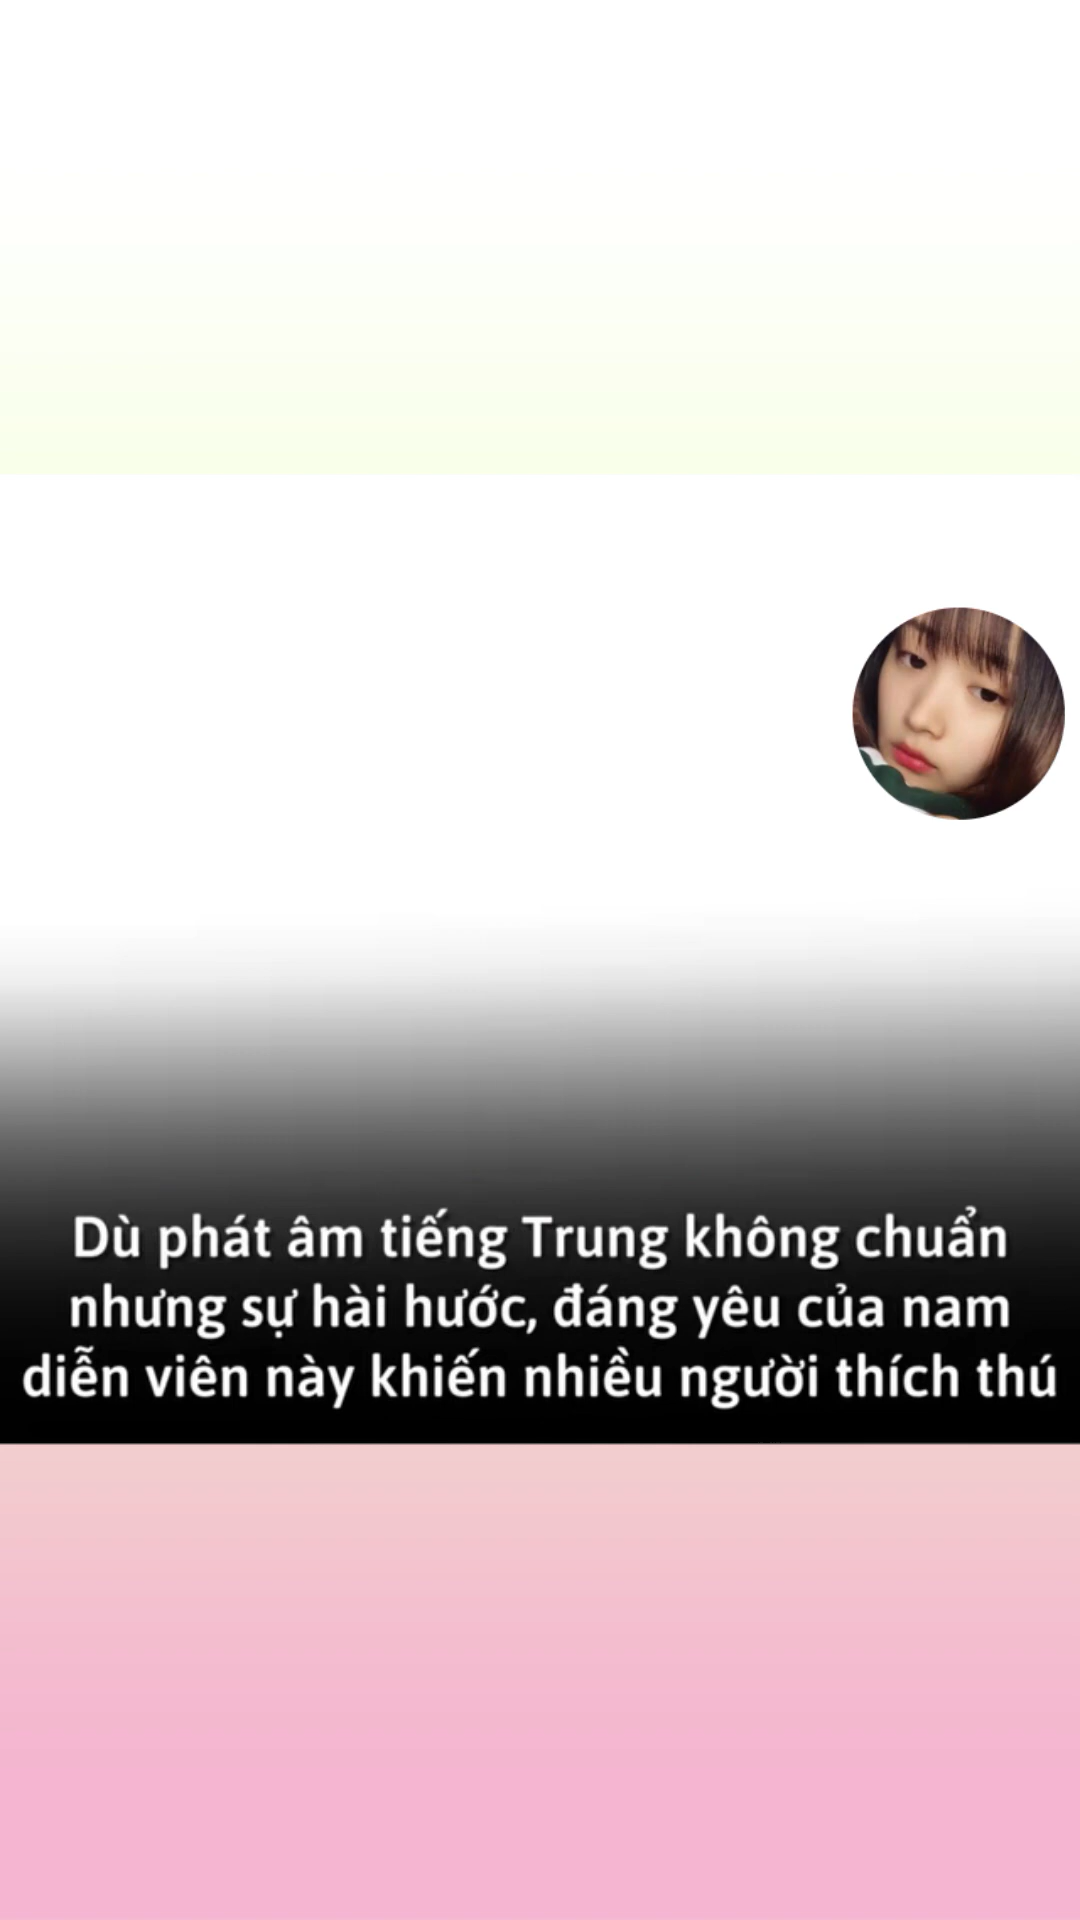 Dù phát âm tiếng Trung không chuẩn
nhưng sự hài hước, đáng yêu của nam
diễn viên này khiến nhiều người thích thú